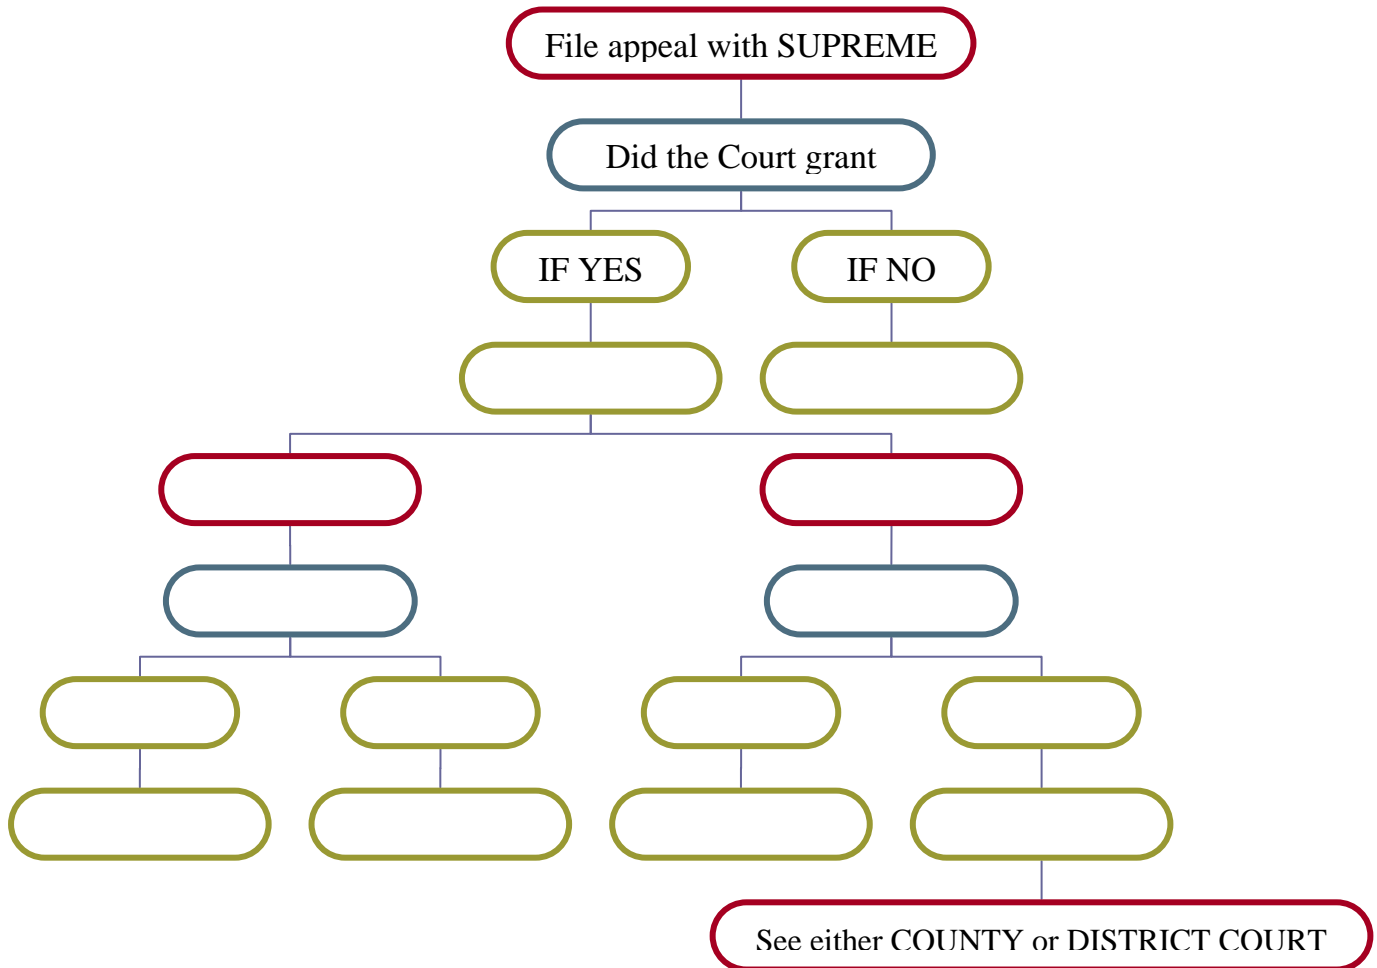 File appeal with SUPREME
Did the Court grant
IF YES
IF NO
See either COUNTY or DISTRICT COURT